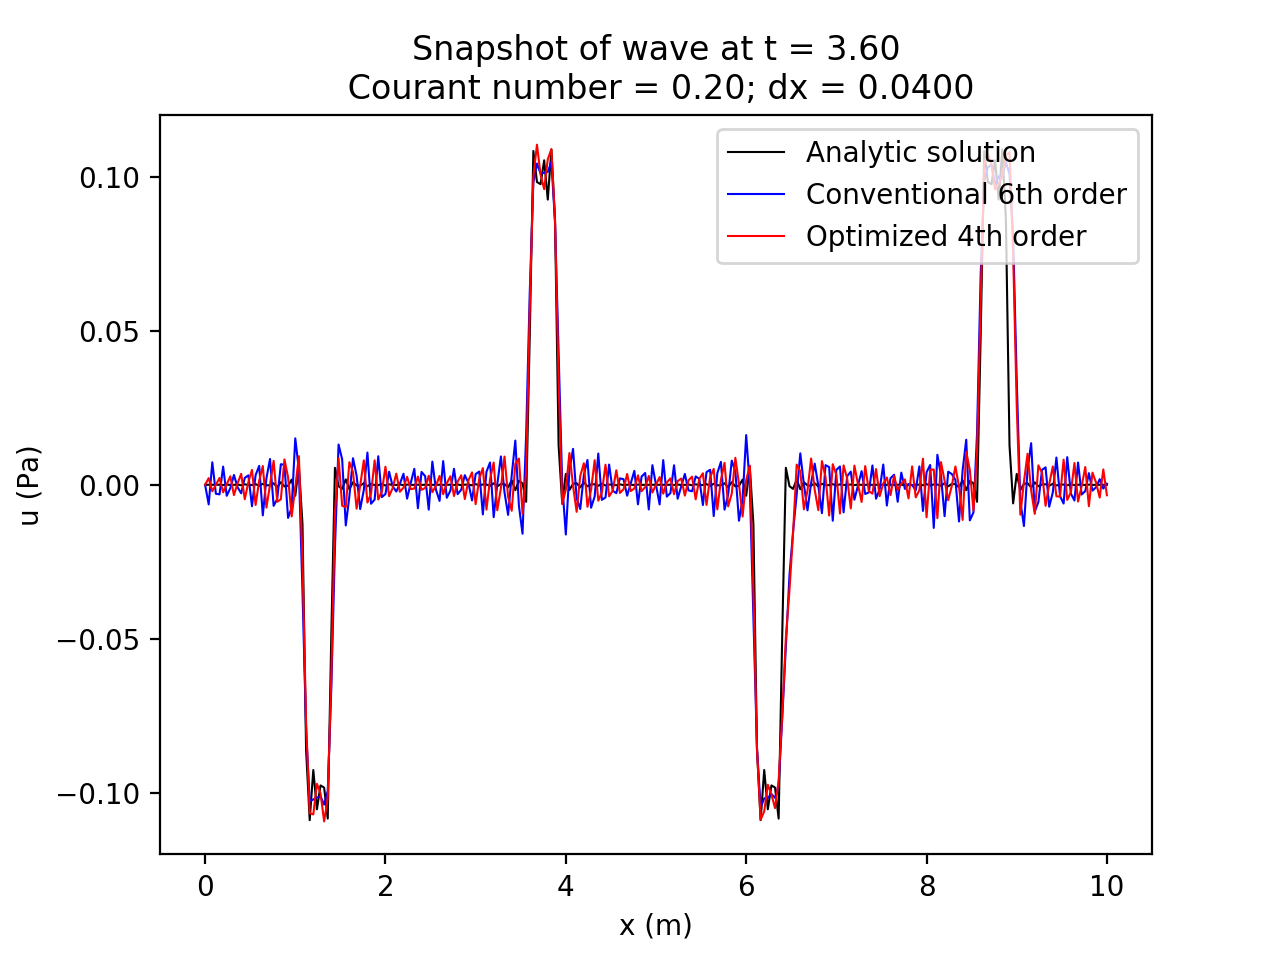 Snapshot of wave at t = 3.60
Courant number = 0.20; dx = 0.0400
Analytic solution
Conventional 6th order
Optimized 4th order
0.10
0.05
0.00
−0.05
−0.10
u (Pa)
0 2 4 6 8 10
x (m)